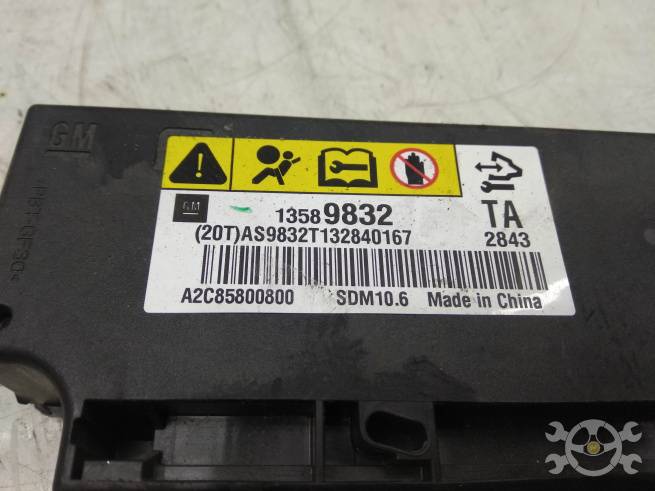 GM
GM
13589832
TA
(20T)AS9832T132840167
2843
A2C85800800 SDM10.6 Made in China